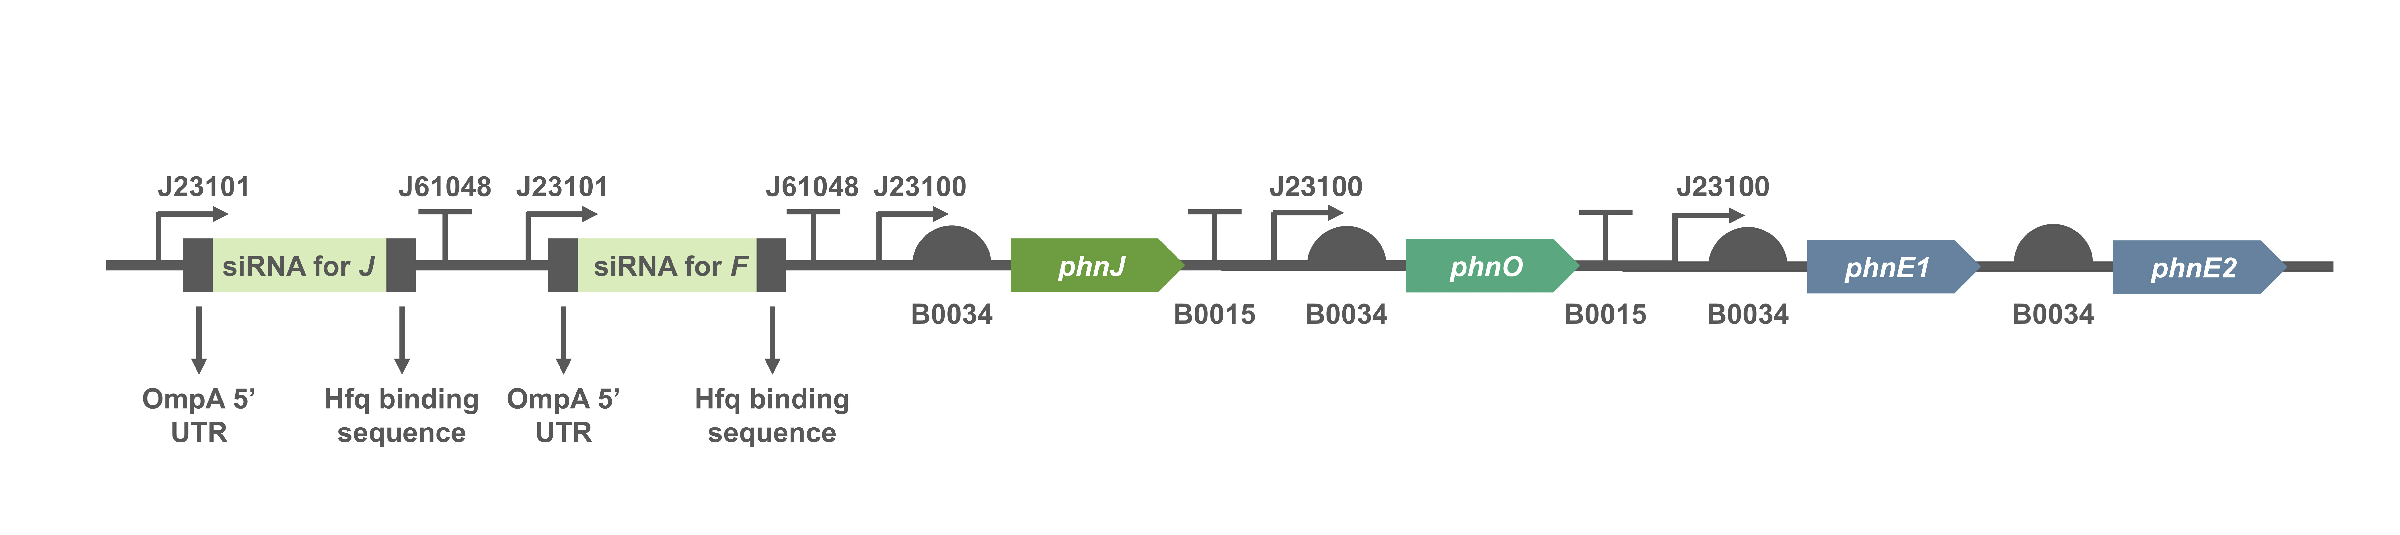 J23101
J61048
J23101
J61048
J23100
J23100
J23100
siRNA for J
siRNA for F
phnJ
phnO
phnE1
phnE2
B0034
B0015
B0034
B0015
B0034
B0034
OmpA 5’
UTR
Hfq binding
sequence
OmpA 5’
UTR
Hfq binding
sequence